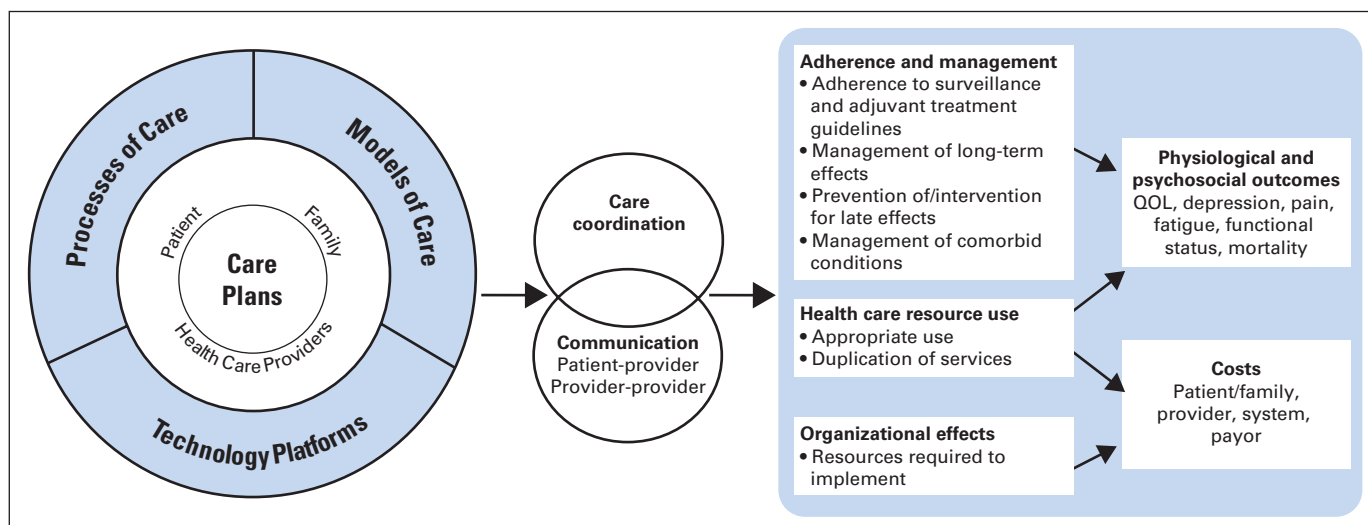 Processes of Care
Models of Care
Technology Platforms
Patient
Family
Health Care Providers
Care
Plans
Care
coordination
Communication
Patient-provider
Provider-provider
Adherence and management
• Adherence to surveillance
and adjuvant treatment
guidelines
• Management of long-term
effects
• Prevention of/intervention
for late effects
• Management of comorbid
conditions
Health care resource use
• Appropriate use
• Duplication of services
Organizational effects
• Resources required to
implement
Physiological and
psychosocial outcomes
QOL, depression, pain,
fatigue, functional
status, mortality
Costs
Patient/family,
provider, system,
payor